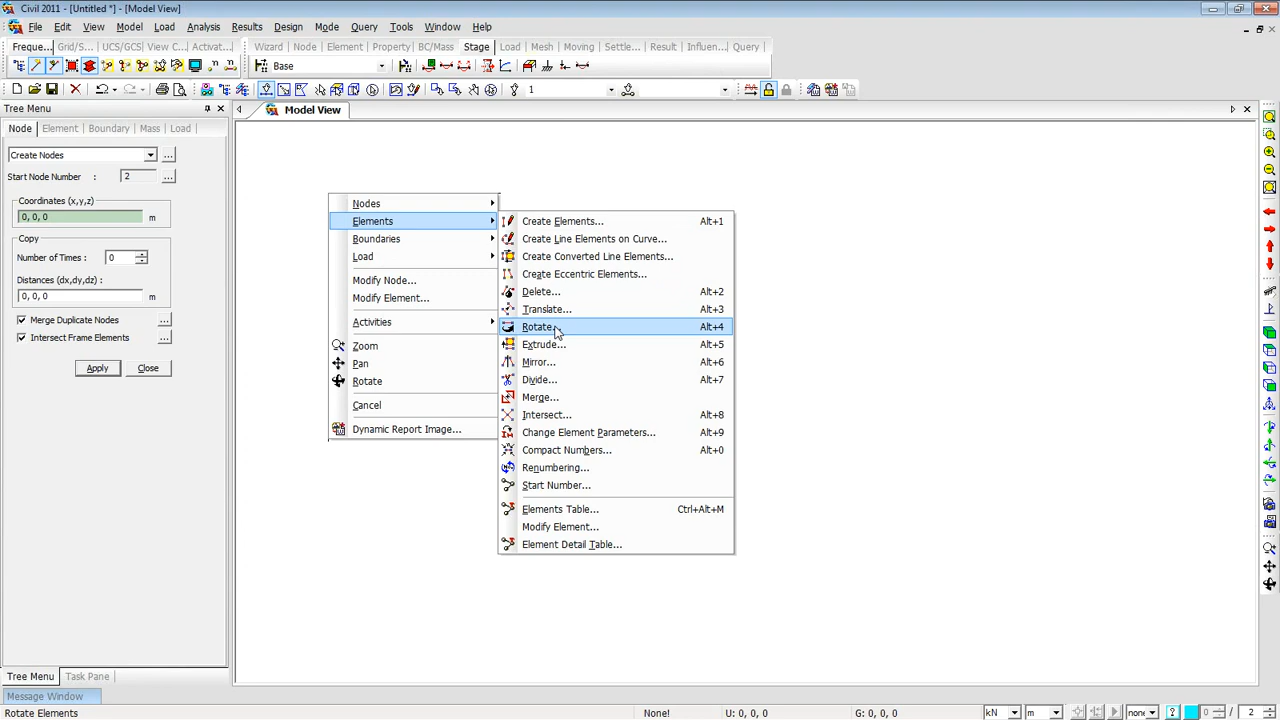 Civil 2011 - [Untitled *] - [Model View]
File Edit View Model Load Analysis Results Design Mode Query Tools Window Help
Freque... Grid/S... UCS/GCS View C... Activat... Wizard Node Element Property BC/Mass Stage Load Mesh Moving Settle... Result Influen... Query
Base
1
Tree Menu
Model View
Node Element Boundary Mass Load
Create Nodes ...
Start Node Number : 2 ...
Coordinates (x,y,z)
0, 0, 0 m
Copy
Number of Times : 0
Distances (dx,dy,dz) :
0, 0, 0 m
Merge Duplicate Nodes ...
Intersect Frame Elements ...
Apply Close
Nodes
Elements
Boundaries
Load
Modify Node...
Modify Element...
Activities
Zoom
Pan
Rotate
Cancel
Dynamic Report Image...
Create Elements... Alt+1
Create Line Elements on Curve...
Create Converted Line Elements...
Create Eccentric Elements...
Delete... Alt+2
Translate... Alt+3
Rotate... Alt+4
Extrude... Alt+5
Mirror... Alt+6
Divide... Alt+7
Merge...
Intersect... Alt+8
Change Element Parameters... Alt+9
Compact Numbers... Alt+0
Renumbering...
Start Number...
Elements Table... Ctrl+Alt+M
Modify Element...
Element Detail Table...
Tree Menu Task Pane
Message Window
Rotate Elements None! U: 0, 0, 0 G: 0, 0, 0 kN m none ? 0 / 2